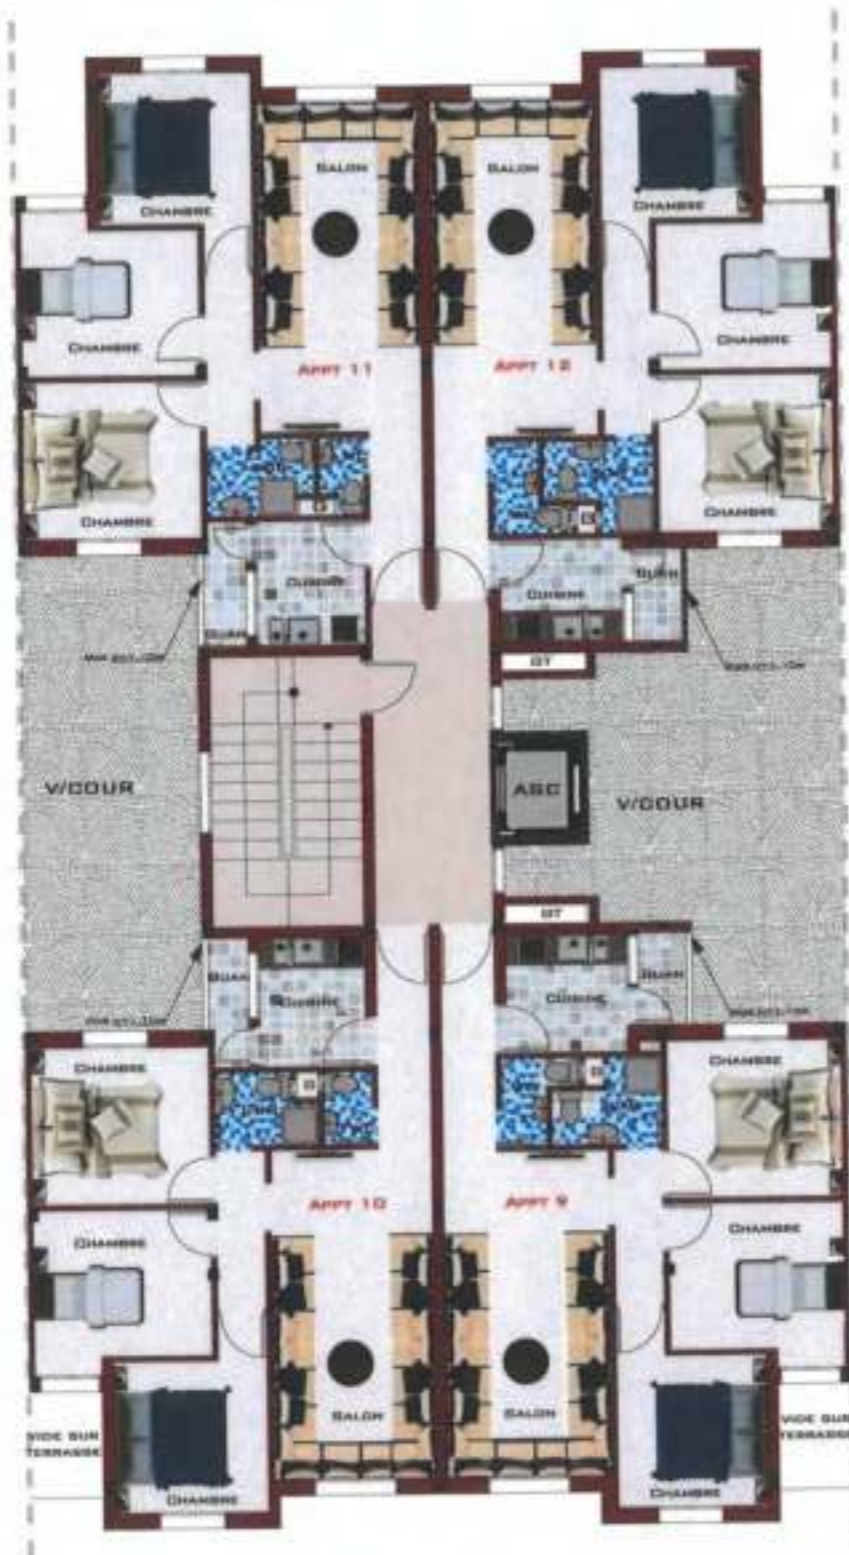 SALON
SALON
CHAMBRE
CHAMBRE
CHAMBRE
CHAMBRE
APPT 11
APPT 12
CHAMBRE
CHAMBRE
CUISINE
BUAN
CUISINE
BUAN
GT
V/COUR
ASC
V/COUR
GT
BUAN
CUISINE
CUISINE
BUAN
CHAMBRE
CHAMBRE
APPT 10
APPT 9
CHAMBRE
CHAMBRE
SALON
SALON
VIDE SUR
TERRASSE
VIDE SUR
TERRASSE
CHAMBRE
CHAMBRE